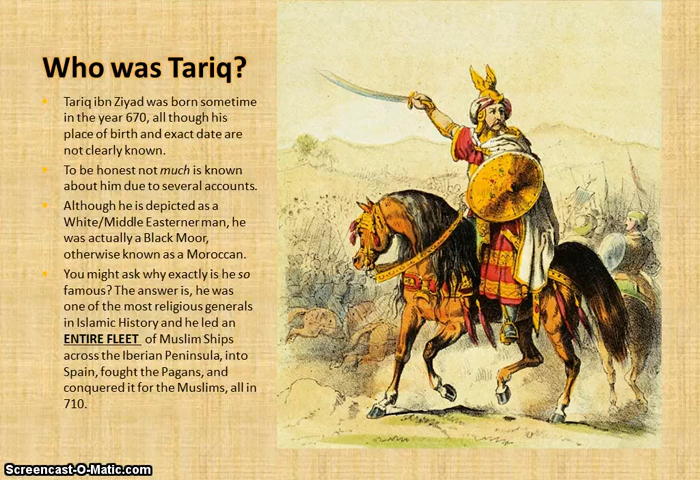 Who was Tariq?
Tariq ibn Ziyad was born sometime
in the year 670, all though his
place of birth and exact date are
not clearly known.
To be honest not much is known
about him due to several accounts.
Although he is depicted as a
White/Middle Easterner man, he
was actually a Black Moor,
otherwise known as a Moroccan.
You might ask why exactly is he so
famous? The answer is, he was
one of the most religious generals
in Islamic History and he led an
ENTIRE FLEET of Muslim Ships
across the Iberian Peninsula, into
Spain, fought the Pagans, and
conquered it for the Muslims, all in
710.
Screencast-O-Matic.com